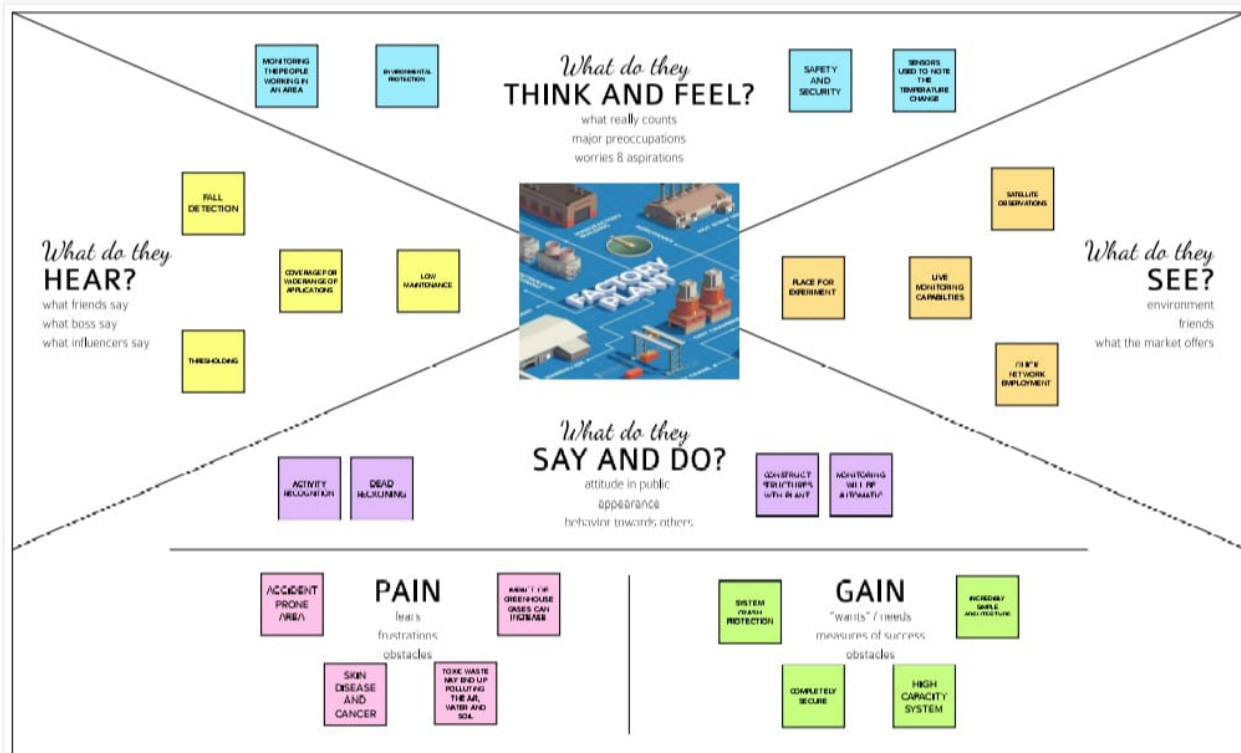 What do they
THINK AND FEEL?
what really counts
major preoccupations
worries & aspirations
MONITORING
THE PEOPLE
WORKING IN
AN AREA
ENVIRONMENTAL
PROTECTION
SAFETY
AND
SECURITY
SENSORS
USED TO NOTE
THE
TEMPERATURE
CHANGE
What do they
HEAR?
what friends say
what boss say
what influencers say
FALL
DETECTION
COVERAGE FOR
WIDE RANGE OF
APPLICATIONS
LOW
MAINTENANCE
THRESHOLDING
FACTORY
PLANT
What do they
SEE?
environment
friends
what the market offers
SATELLITE
OBSERVATIONS
PLACE FOR
EXPERIMENT
LIVE
MONITORING
CAPABILTIES
NETWORK
EMPLOYMENT
What do they
SAY AND DO?
attitude in public
appearance
behavior towards others
ACTIVITY
RECOGNITION
DEAD
RECKONING
CONSTRUCT
STRUCTURES
WITH PLANT
MONITORING
WILL BE
AUTOMATIC
PAIN
fears
frustrations
obstacles
ACCIDENT
PRONE
AREA
GREENHOUSE
GASES CAN
INCREASE
SKIN
DISEASE
AND
CANCER
TOXIC WASTE
MAY END UP
POLLUTING
THE AIR,
WATER AND
SOIL
GAIN
"wants" / needs
measures of success
obstacles
SYSTEM
CRASH
PROTECTION
INCREDIBLY
SIMPLE
ARCHITECTURE
COMPLETELY
SECURE
HIGH
CAPACITY
SYSTEM